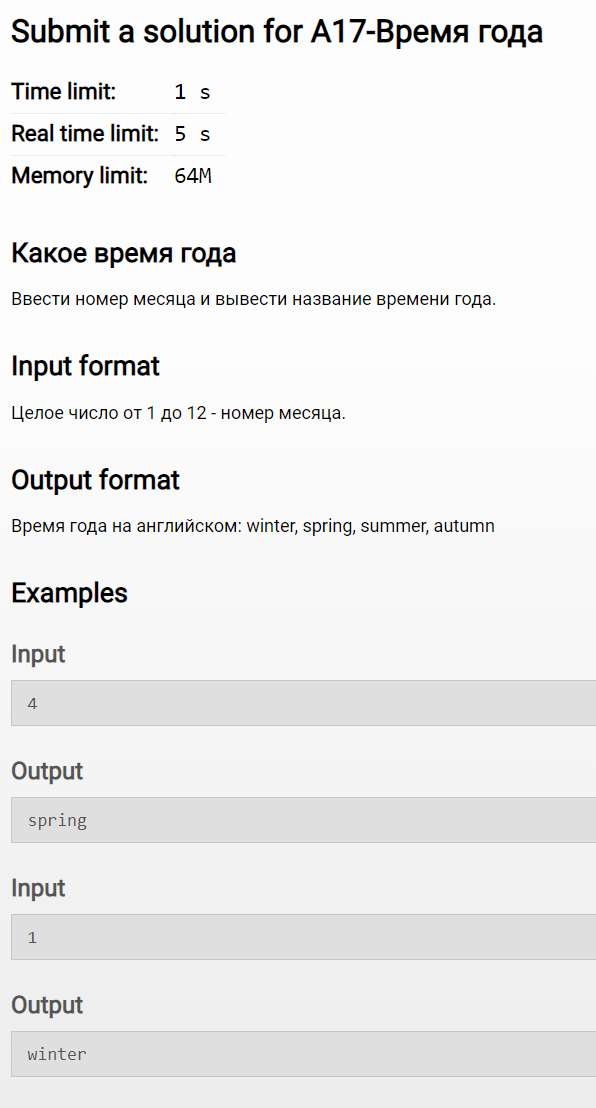 Submit a solution for A17-Время года
Time limit: 1 s
Real time limit: 5 s
Memory limit: 64M
Какое время года
Ввести номер месяца и вывести название времени года.
Input format
Целое число от 1 до 12 - номер месяца.
Output format
Время года на английском: winter, spring, summer, autumn
Examples
Input
4
Output
spring
Input
1
Output
winter